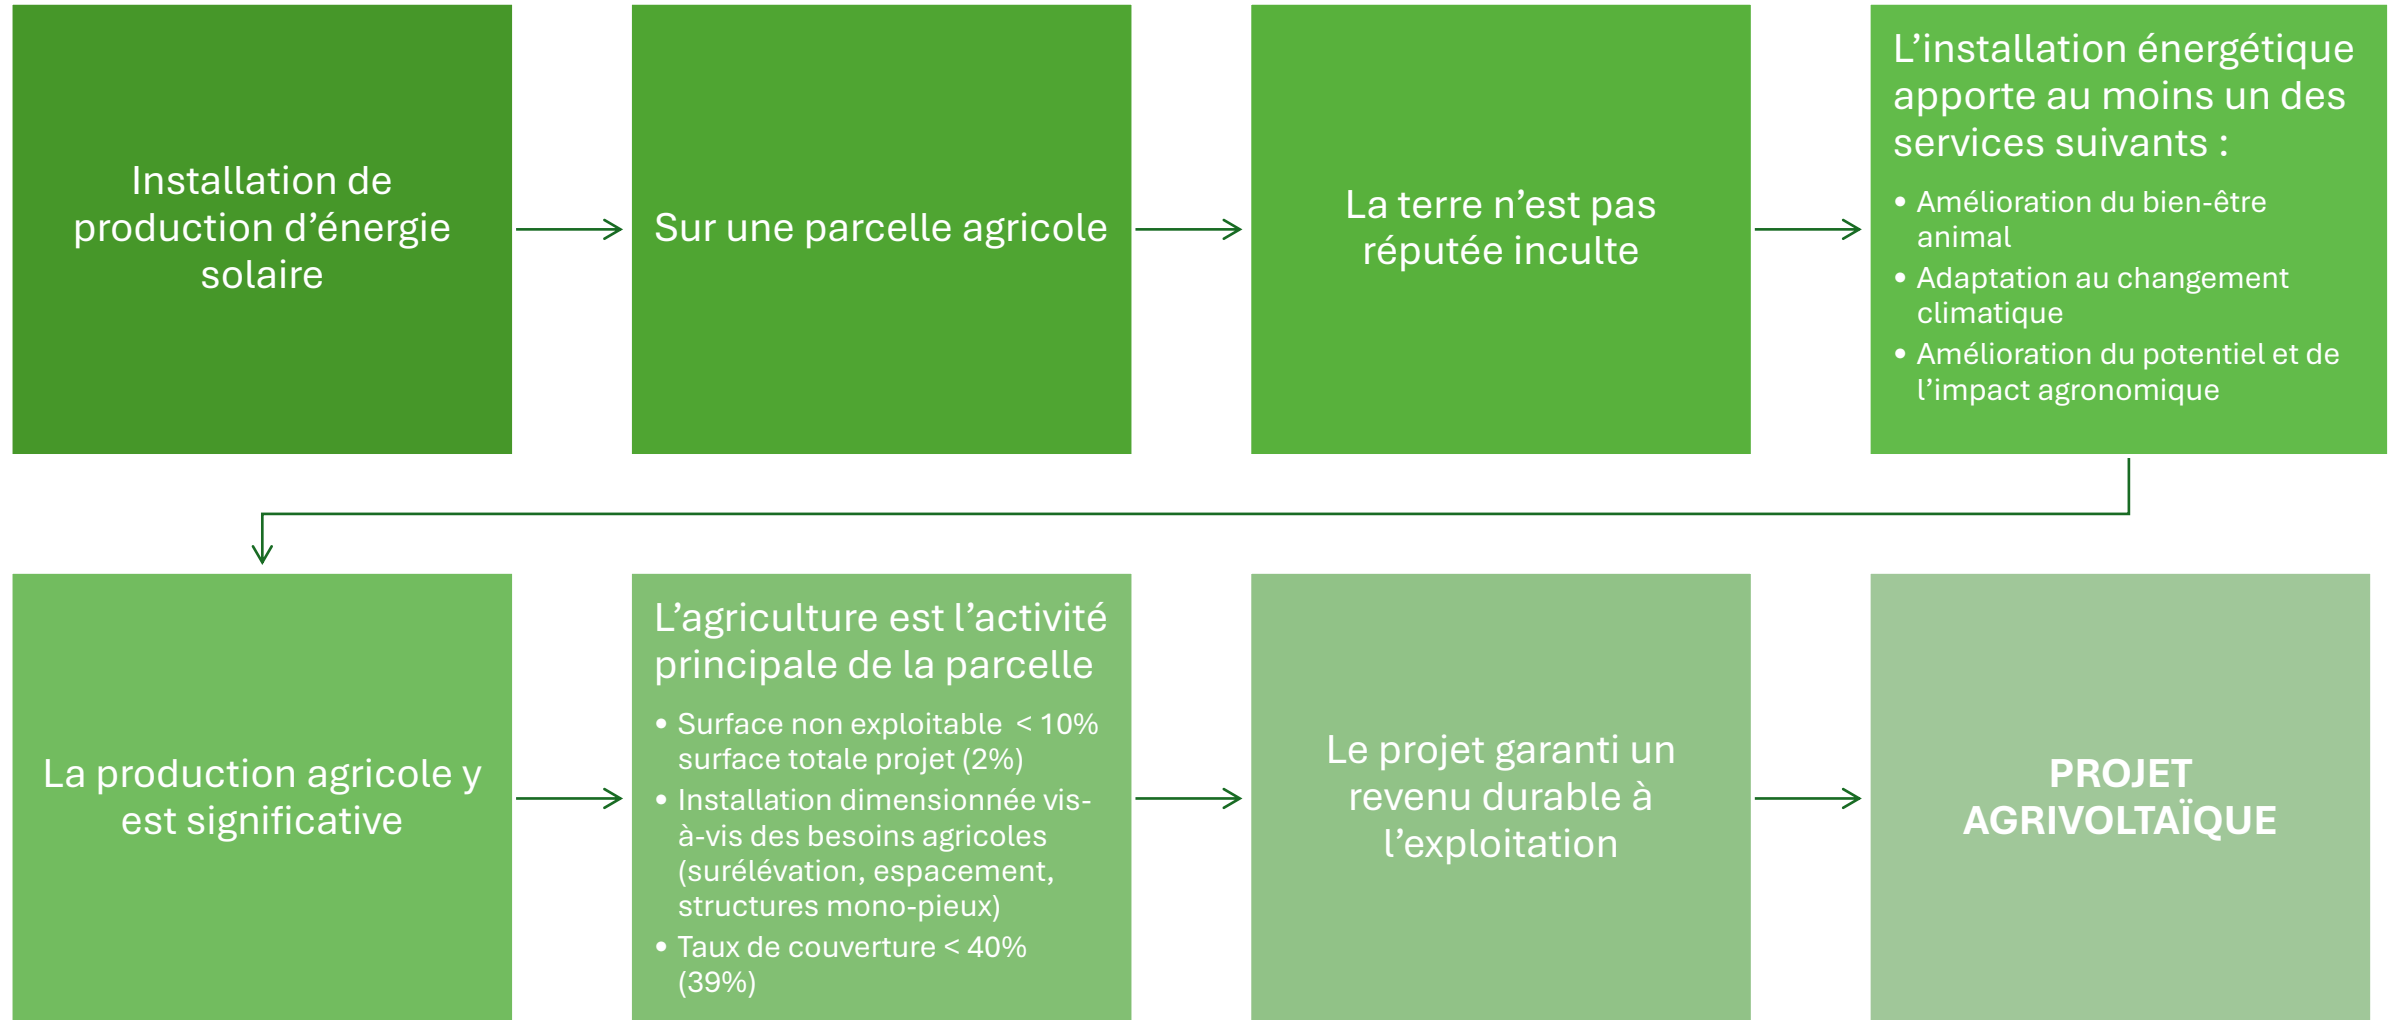 Installation de
production d’énergie
solaire
Sur une parcelle agricole
La terre n’est pas
réputée inculte
L’installation énergétique
apporte au moins un des
services suivants :
• Amélioration du bien-être
animal
• Adaptation au changement
climatique
• Amélioration du potentiel et de
l’impact agronomique
La production agricole y
est significative
L’agriculture est l’activité
principale de la parcelle
• Surface non exploitable < 10%
surface totale projet (2%)
• Installation dimensionnée vis-
à-vis des besoins agricoles
(surélévation, espacement,
structures mono-pieux)
• Taux de couverture < 40%
(39%)
Le projet garanti un
revenu durable à
l’exploitation
PROJET
AGRIVOLTAÏQUE